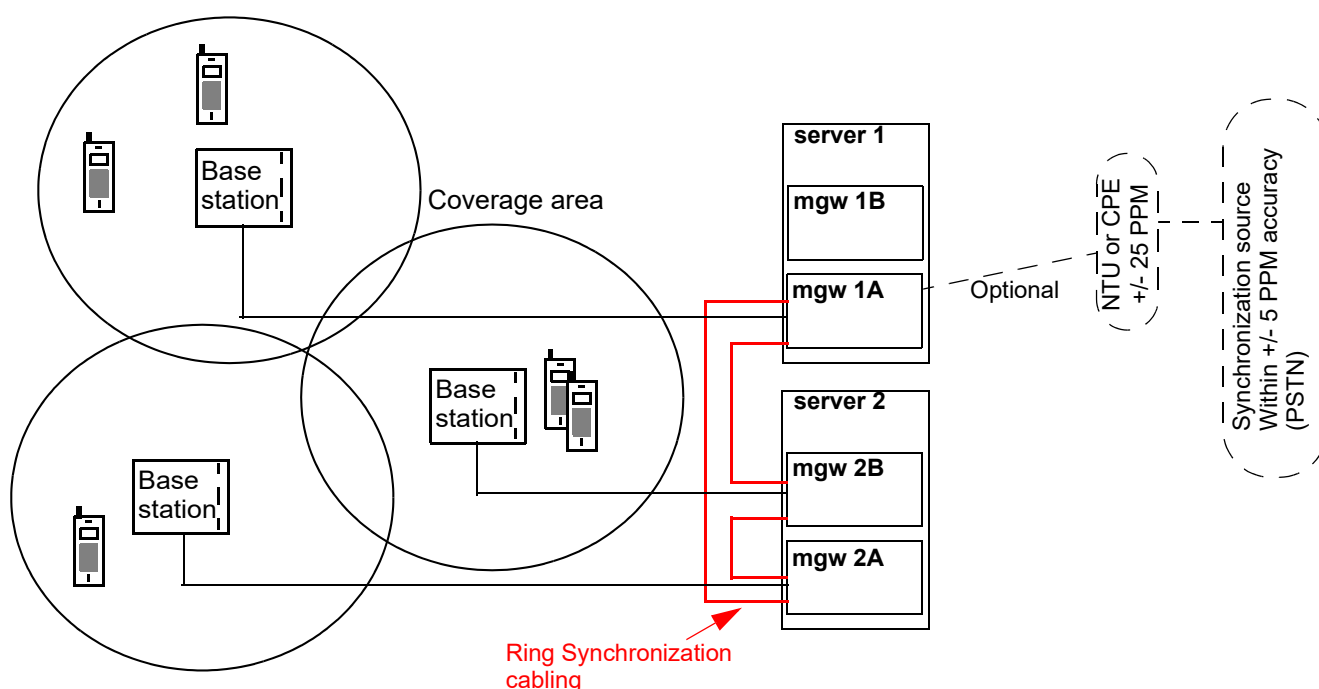 Base
station
Coverage area
Base
station
Base
station
server 1
mgw 1B
mgw 1A
server 2
mgw 2B
mgw 2A
Optional
NTU or CPE
+/- 25 PPM
Synchronization source
Within +/- 5 PPM accuracy
(PSTN)
Ring Synchronization
cabling